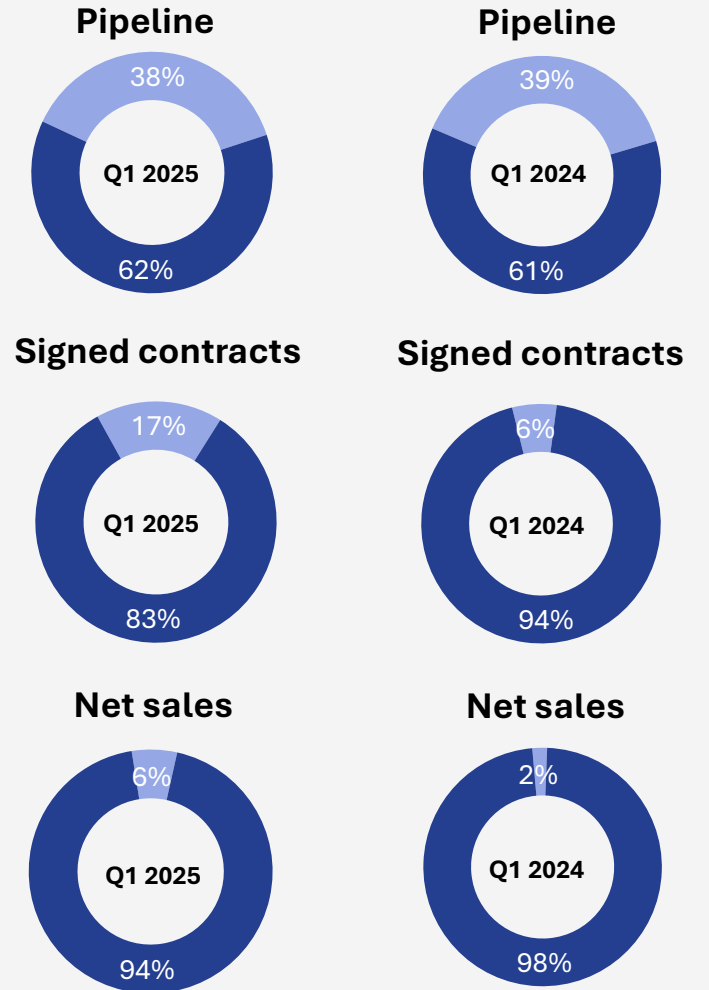 Pipeline
38%
Q1 2025
62%
Pipeline
39%
Q1 2024
61%
Signed contracts
17%
Q1 2025
83%
Signed contracts
6%
Q1 2024
94%
Net sales
6%
Q1 2025
94%
Net sales
2%
Q1 2024
98%